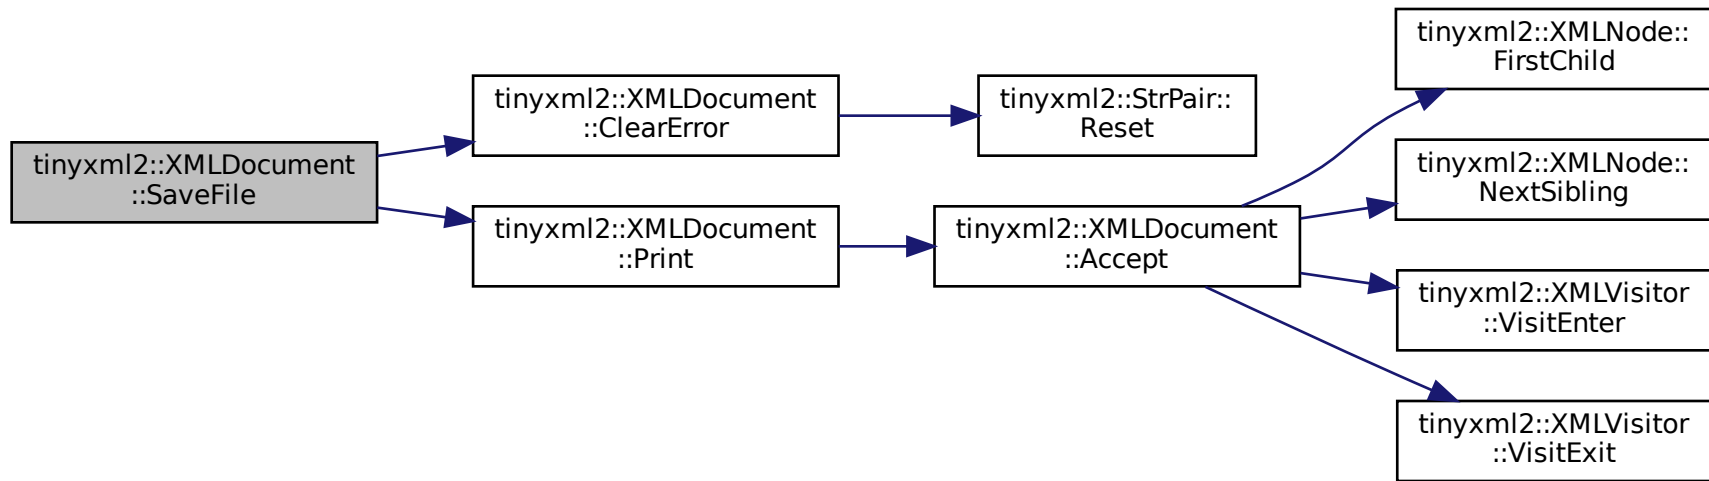 tinyxml2::XMLDocument
::SaveFile
tinyxml2::XMLDocument
::ClearError
tinyxml2::XMLDocument
::Print
tinyxml2::StrPair::
Reset
tinyxml2::XMLDocument
::Accept
tinyxml2::XMLNode::
FirstChild
tinyxml2::XMLNode::
NextSibling
tinyxml2::XMLVisitor
::VisitEnter
tinyxml2::XMLVisitor
::VisitExit